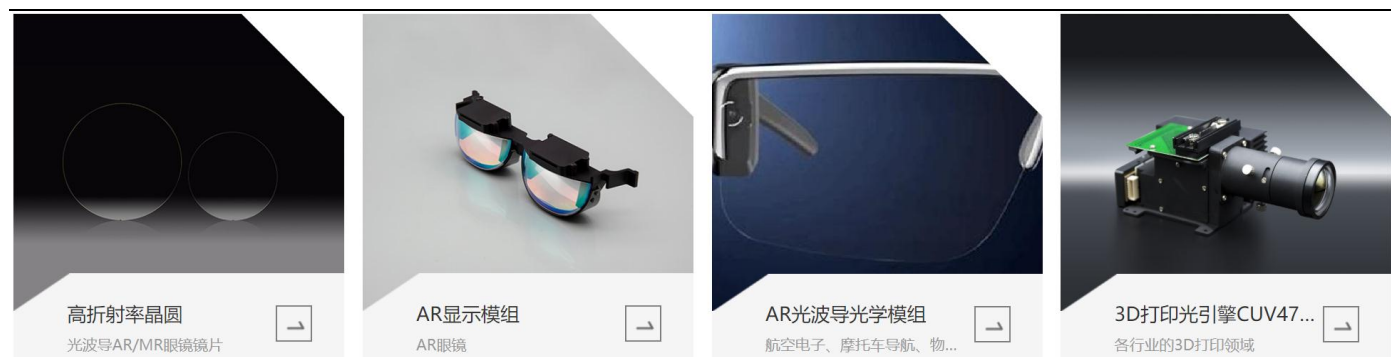 高折射率晶圆
光波导AR/MR眼镜镜片
AR显示模组
AR眼镜
AR光波导光学模组
航空电子、摩托车导航、物...
3D打印光引擎CUV47...
各行业的3D打印领域